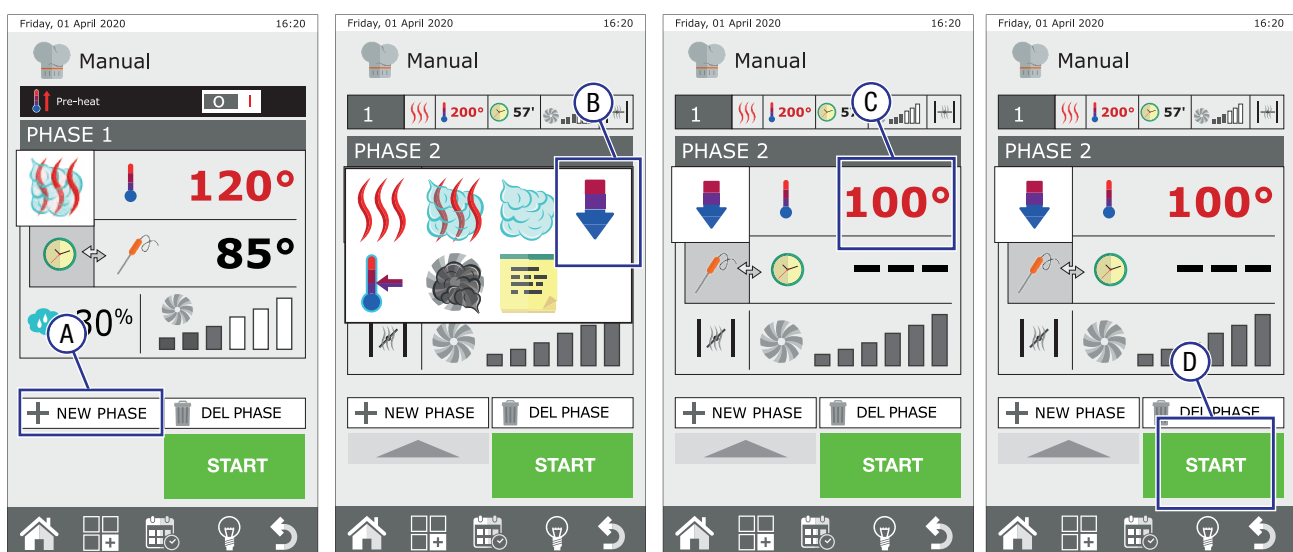 Friday, 01 April 2020 16:20
Manual
Pre-heat O I
PHASE 1
120°
85°
A
30%
+ NEW PHASE DEL PHASE
START
Friday, 01 April 2020 16:20
Manual
B
1 200° 57'
PHASE 2
+ NEW PHASE DEL PHASE
START
Friday, 01 April 2020 16:20
Manual
C
1 200°
PHASE 2
100°
---
+ NEW PHASE DEL PHASE
START
Friday, 01 April 2020 16:20
Manual
1 200° 57'
PHASE 2
100°
---
D
+ NEW PHASE DEL PHASE
START